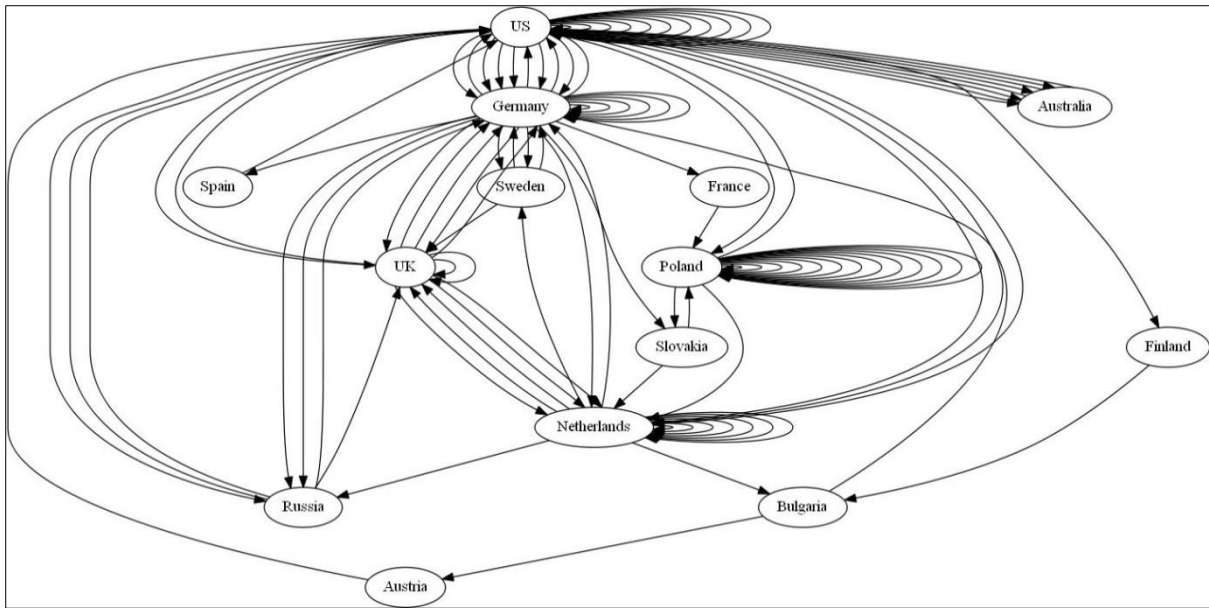 US
Germany
Australia
Spain
Sweden
France
UK
Poland
Slovakia
Finland
Netherlands
Russia
Bulgaria
Austria